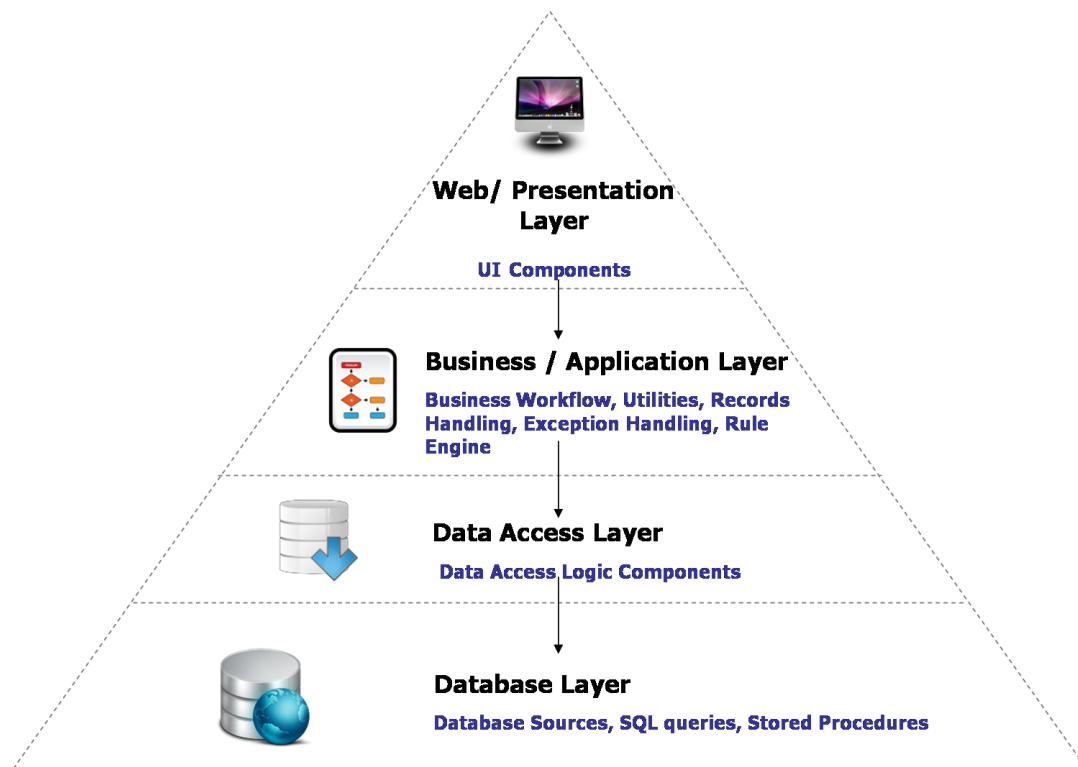 Web/ Presentation
Layer
UI Components
Business / Application Layer
Business Workflow, Utilities, Records
Handling, Exception Handling, Rule
Engine
Data Access Layer
Data Access Logic Components
Database Layer
Database Sources, SQL queries, Stored Procedures